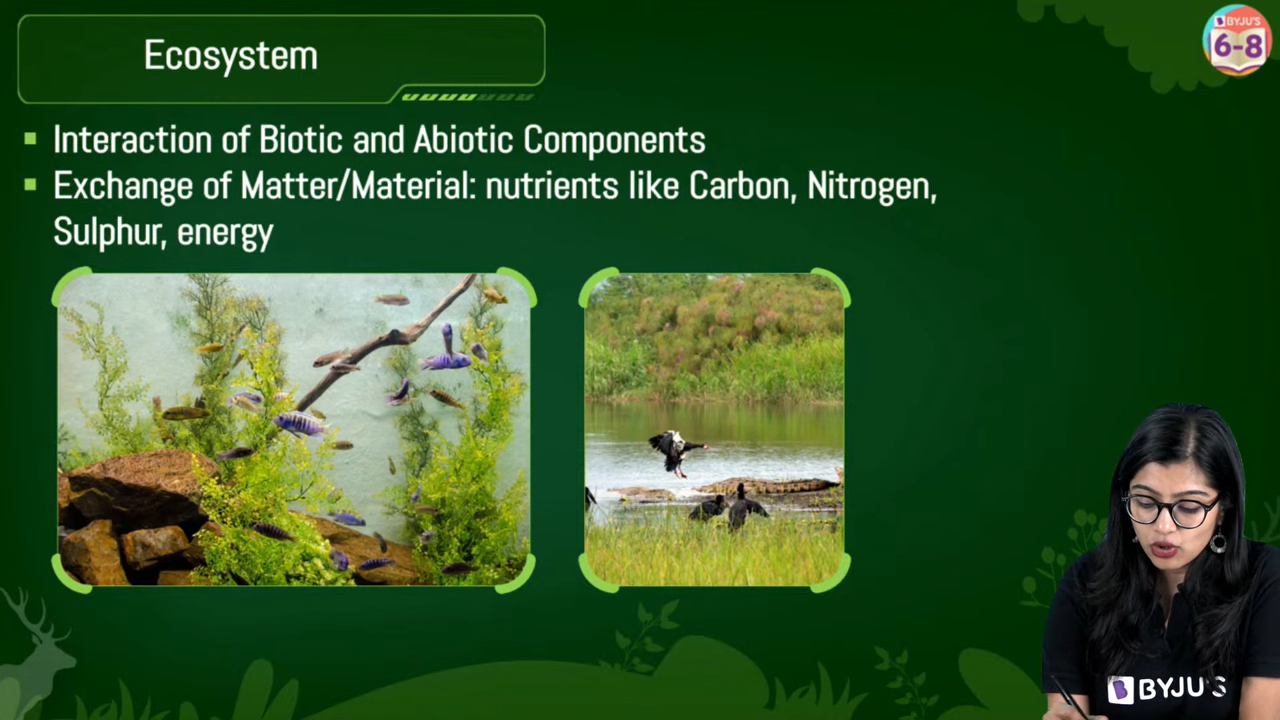 Ecosystem
BYJU'S
6-8
Interaction of Biotic and Abiotic Components
Exchange of Matter/Material: nutrients like Carbon, Nitrogen,
Sulphur, energy
BYJU'S